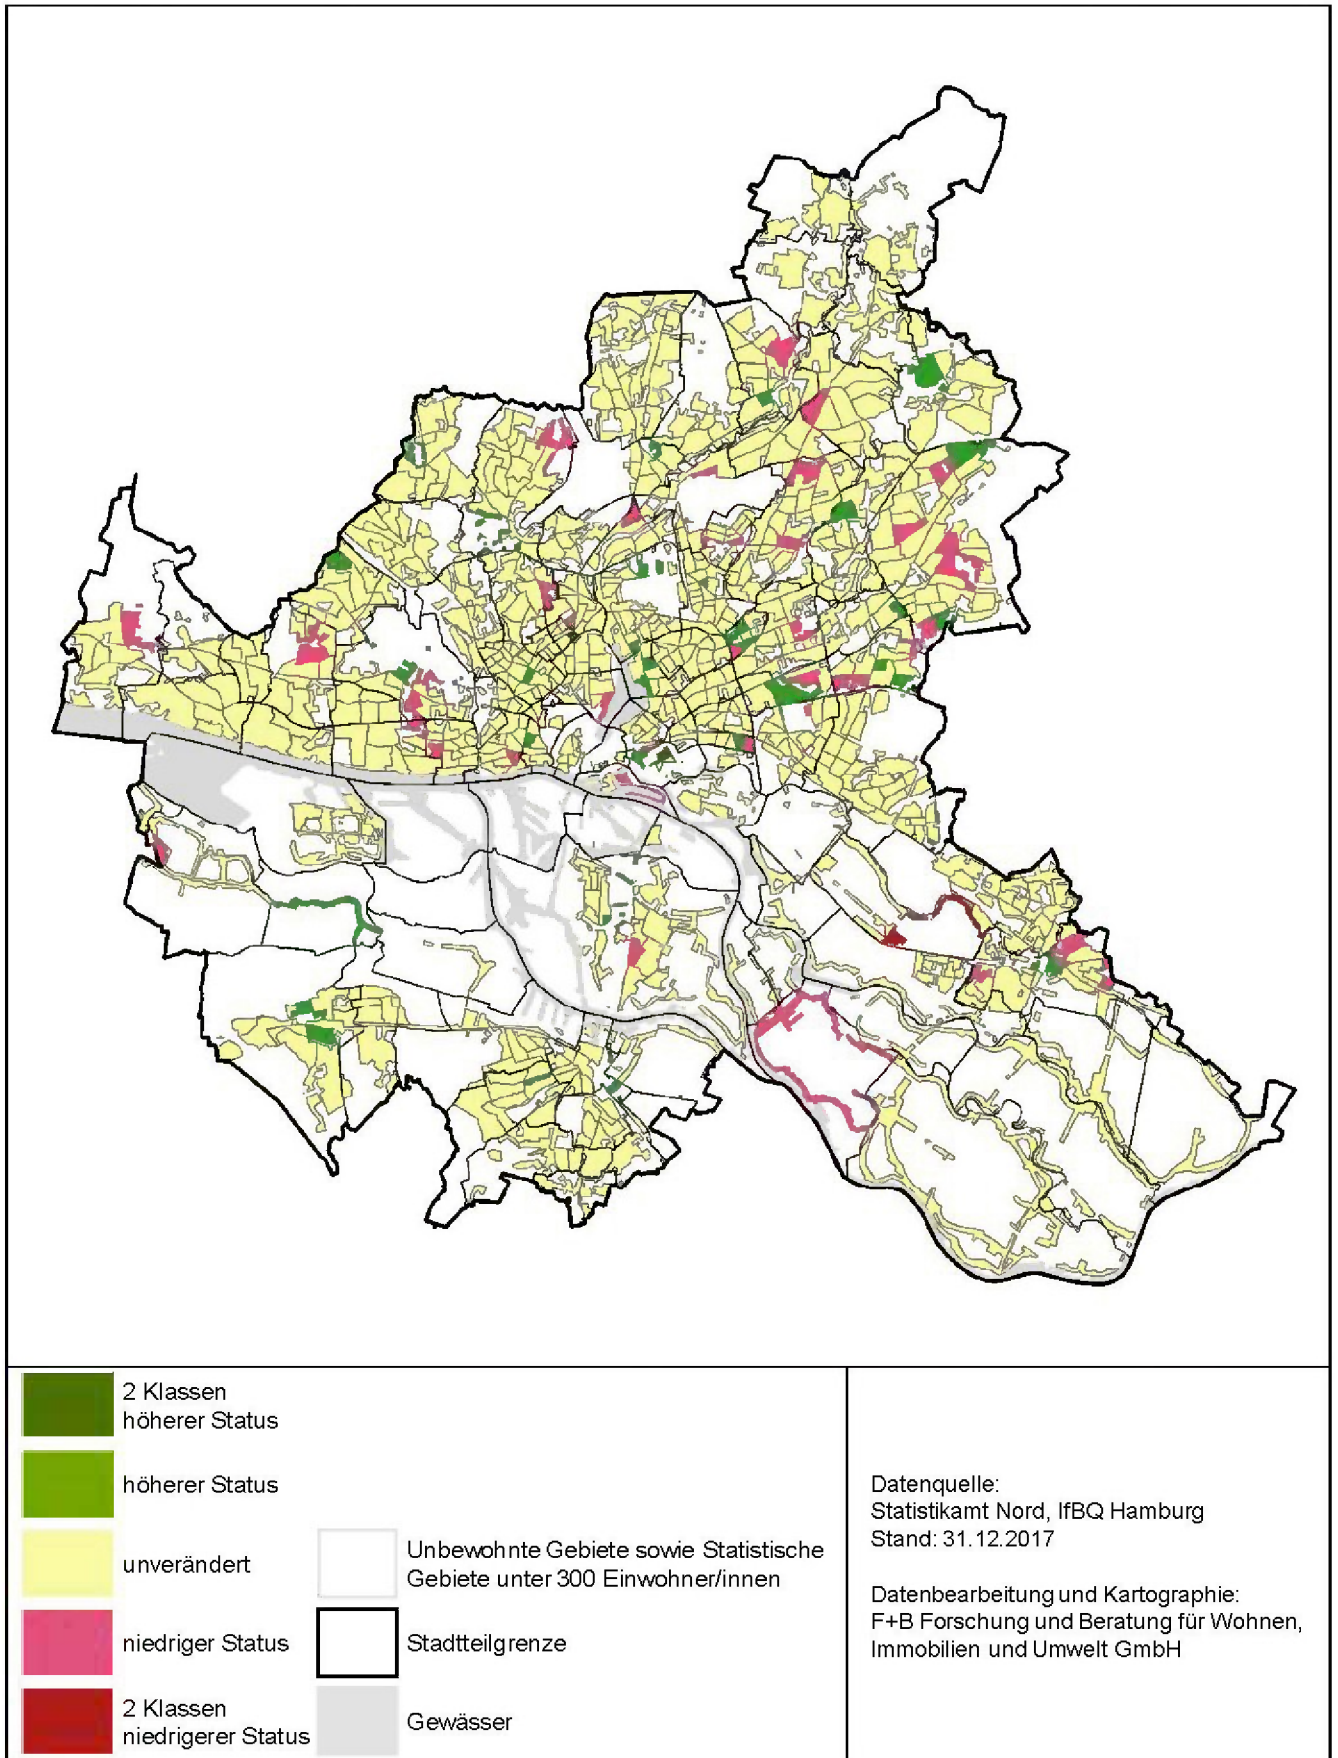 2 Klassen
höherer Status
höherer Status
unverändert
niedriger Status
2 Klassen
niedrigerer Status
Unbewohnte Gebiete sowie Statistische
Gebiete unter 300 Einwohner/innen
Stadtteilgrenze
Gewässer
Datenquelle:
Statistikamt Nord, IfBQ Hamburg
Stand: 31.12.2017
Datenbearbeitung und Kartographie:
F+B Forschung und Beratung für Wohnen,
Immobilien und Umwelt GmbH